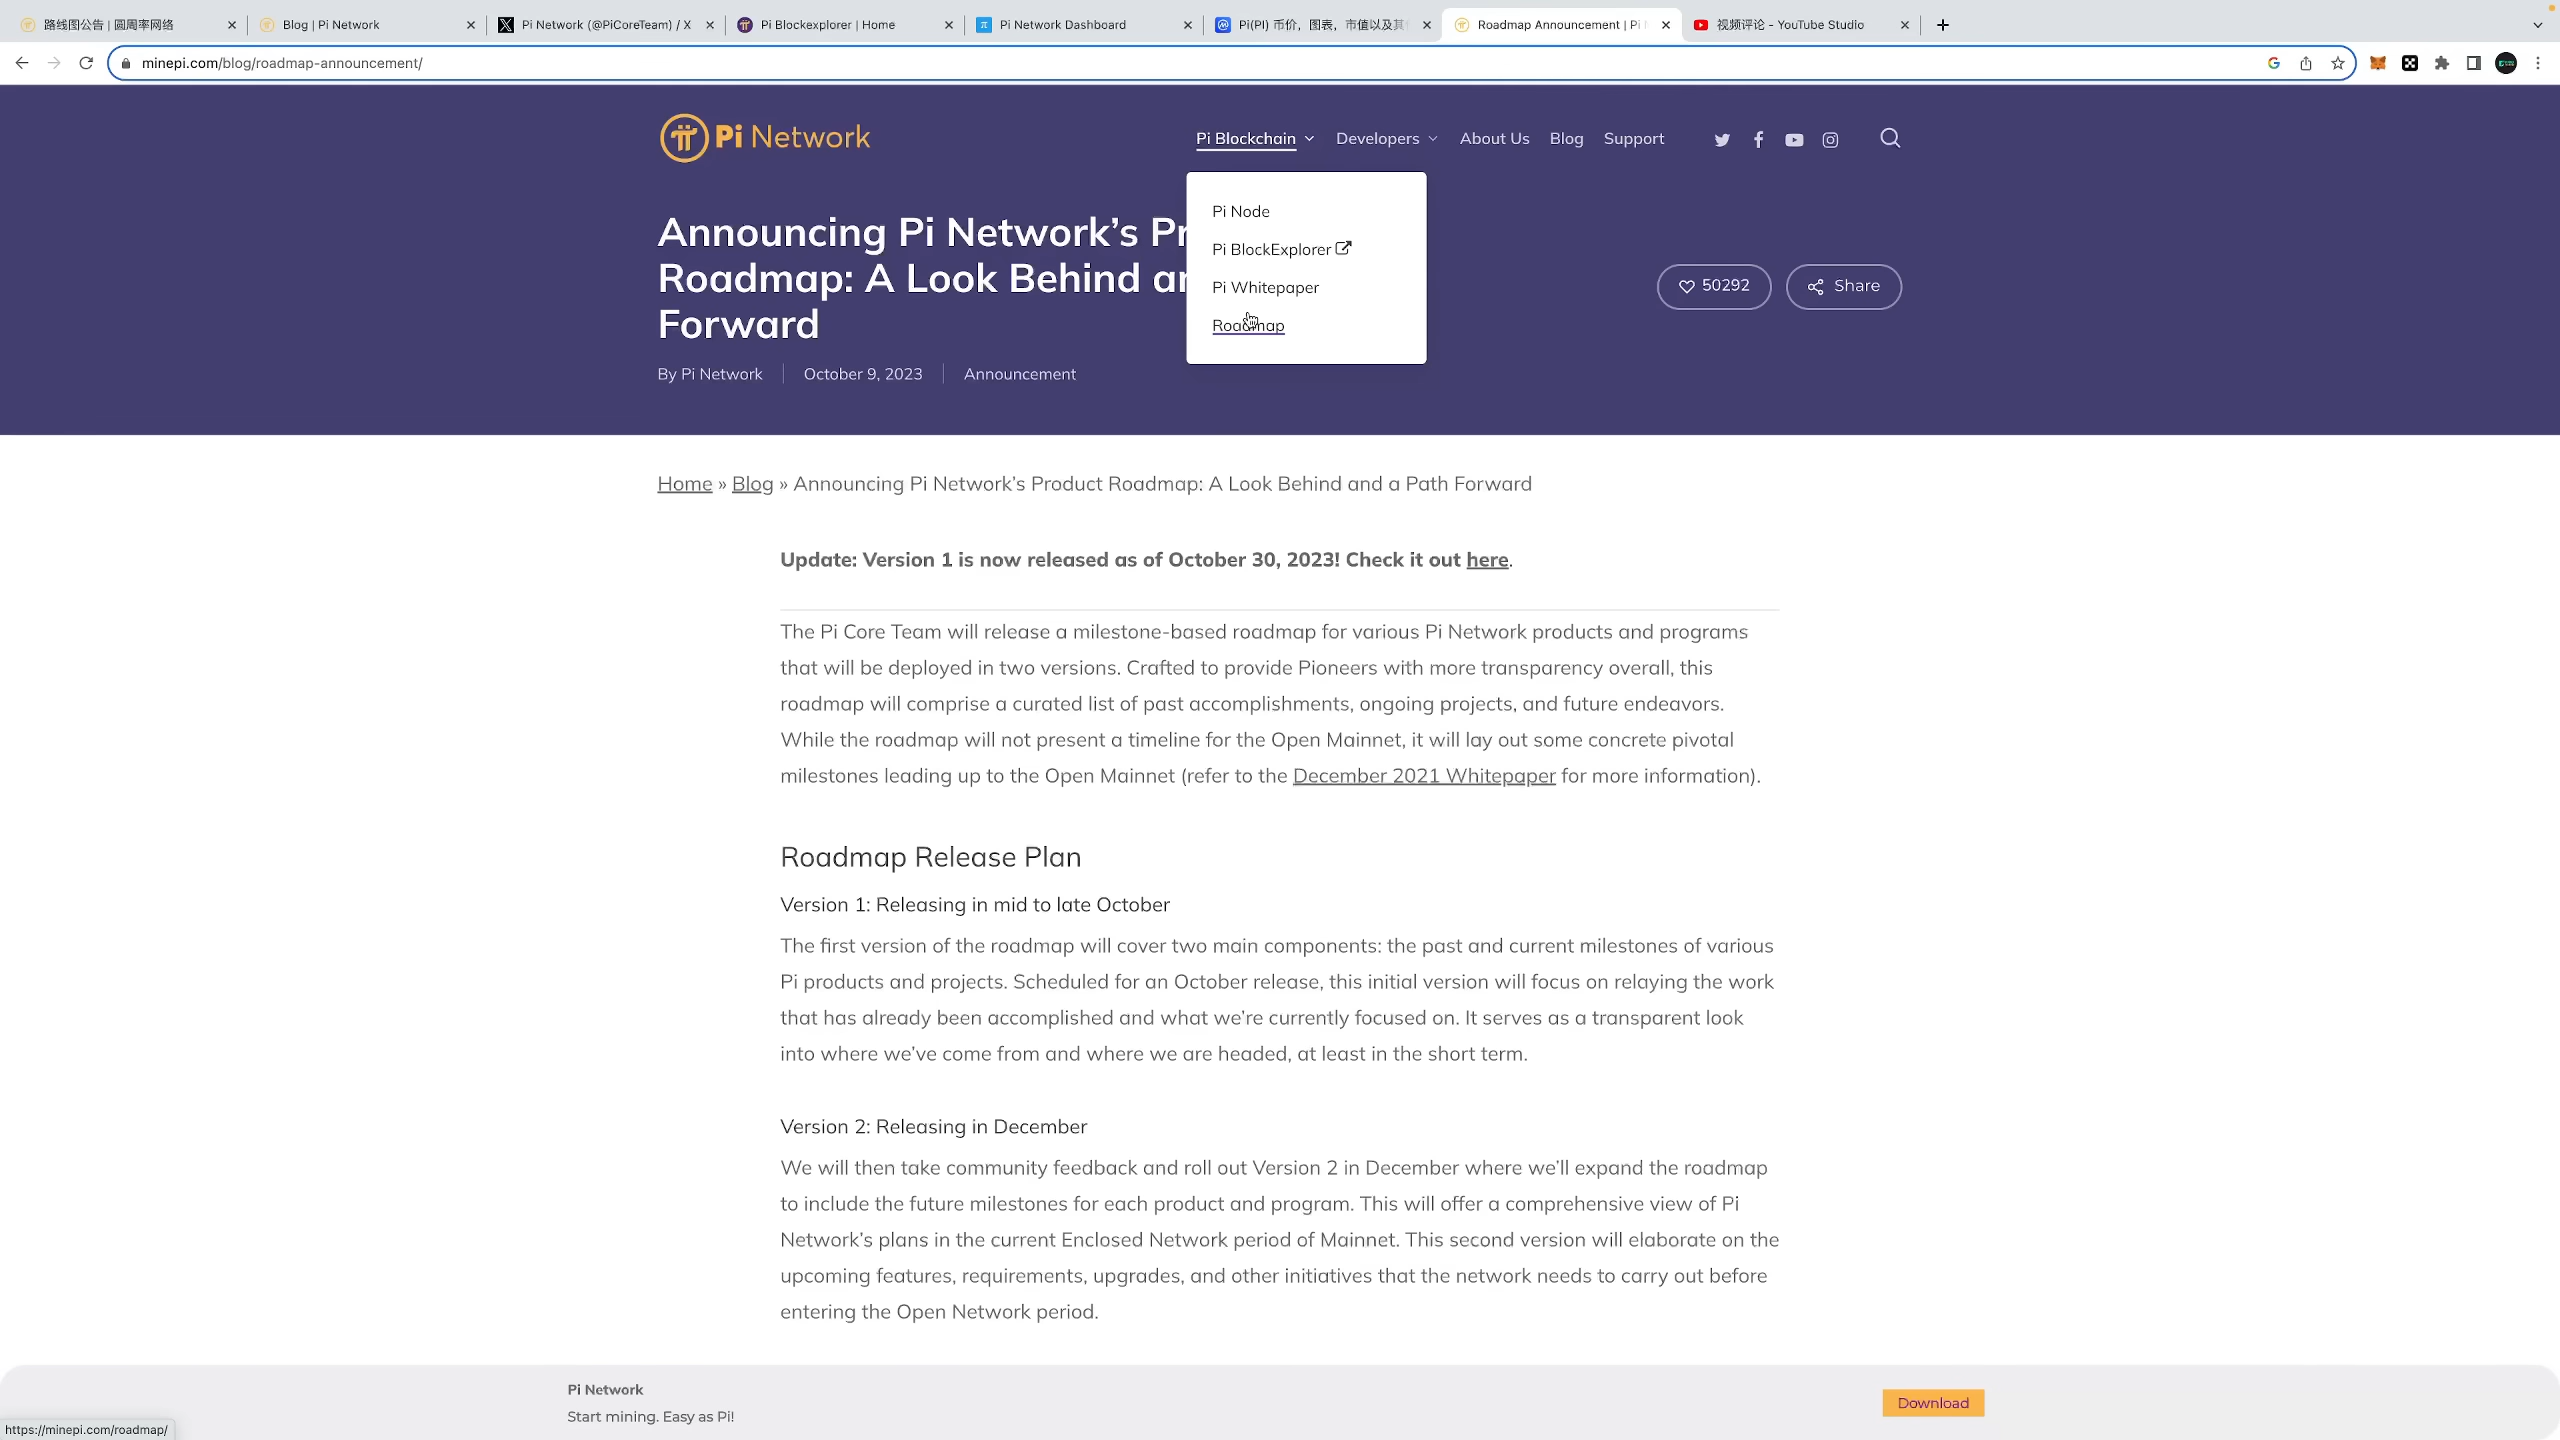 路线图公告 | 圆周率网络
Blog | Pi Network
Pi Network (@PiCoreTeam) / X
Pi Blockexplorer | Home
Pi Network Dashboard
Pi(PI) 币价，图表，市值以及其
Roadmap Announcement | Pi
视频评论 - YouTube Studio
minepi.com/blog/roadmap-announcement/
Pi Network
Pi Blockchain
Developers
About Us
Blog
Support
Pi Node
Pi BlockExplorer
Pi Whitepaper
Roadmap
Announcing Pi Network’s Pr
Roadmap: A Look Behind an
Forward
50292
Share
By Pi Network
October 9, 2023
Announcement
Home » Blog » Announcing Pi Network’s Product Roadmap: A Look Behind and a Path Forward
Update: Version 1 is now released as of October 30, 2023! Check it out here.
The Pi Core Team will release a milestone-based roadmap for various Pi Network products and programs
that will be deployed in two versions. Crafted to provide Pioneers with more transparency overall, this
roadmap will comprise a curated list of past accomplishments, ongoing projects, and future endeavors.
While the roadmap will not present a timeline for the Open Mainnet, it will lay out some concrete pivotal
milestones leading up to the Open Mainnet (refer to the December 2021 Whitepaper for more information).
Roadmap Release Plan
Version 1: Releasing in mid to late October
The first version of the roadmap will cover two main components: the past and current milestones of various
Pi products and projects. Scheduled for an October release, this initial version will focus on relaying the work
that has already been accomplished and what we’re currently focused on. It serves as a transparent look
into where we’ve come from and where we are headed, at least in the short term.
Version 2: Releasing in December
We will then take community feedback and roll out Version 2 in December where we’ll expand the roadmap
to include the future milestones for each product and program. This will offer a comprehensive view of Pi
Network’s plans in the current Enclosed Network period of Mainnet. This second version will elaborate on the
upcoming features, requirements, upgrades, and other initiatives that the network needs to carry out before
entering the Open Network period.
Pi Network
Start mining. Easy as Pi!
Download
https://minepi.com/roadmap/